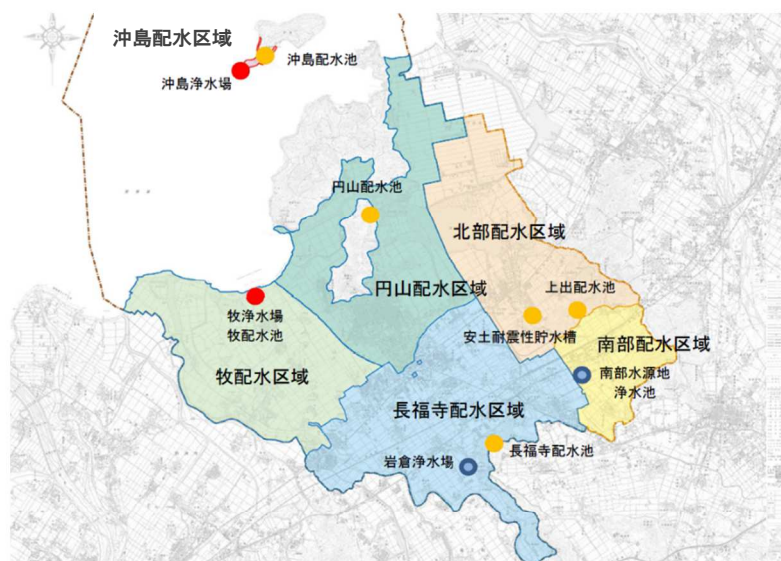 沖島配水区域
沖島配水池
沖島浄水場
円山配水池
北部配水区域
上出配水池
円山配水区域
牧浄水場
牧配水池
安土耐震性貯水槽
南部配水区域
牧配水区域
南部水源地
浄水池
長福寺配水区域
長福寺配水池
岩倉浄水場